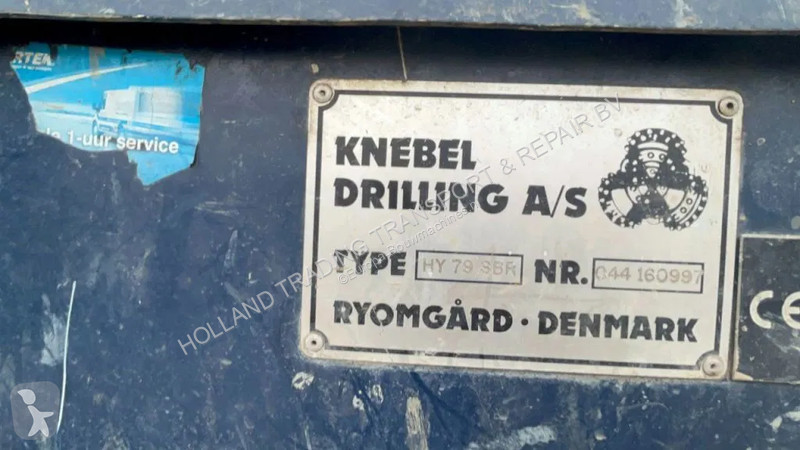 RTEK
1-uur service
KNEBEL
DRILLING A/S
TYPE HY 79 SBR NR. 044 160997
RYOMGÅRD · DENMARK
CE
HOLLAND TRADING TRANSPORT & REPAIR BV